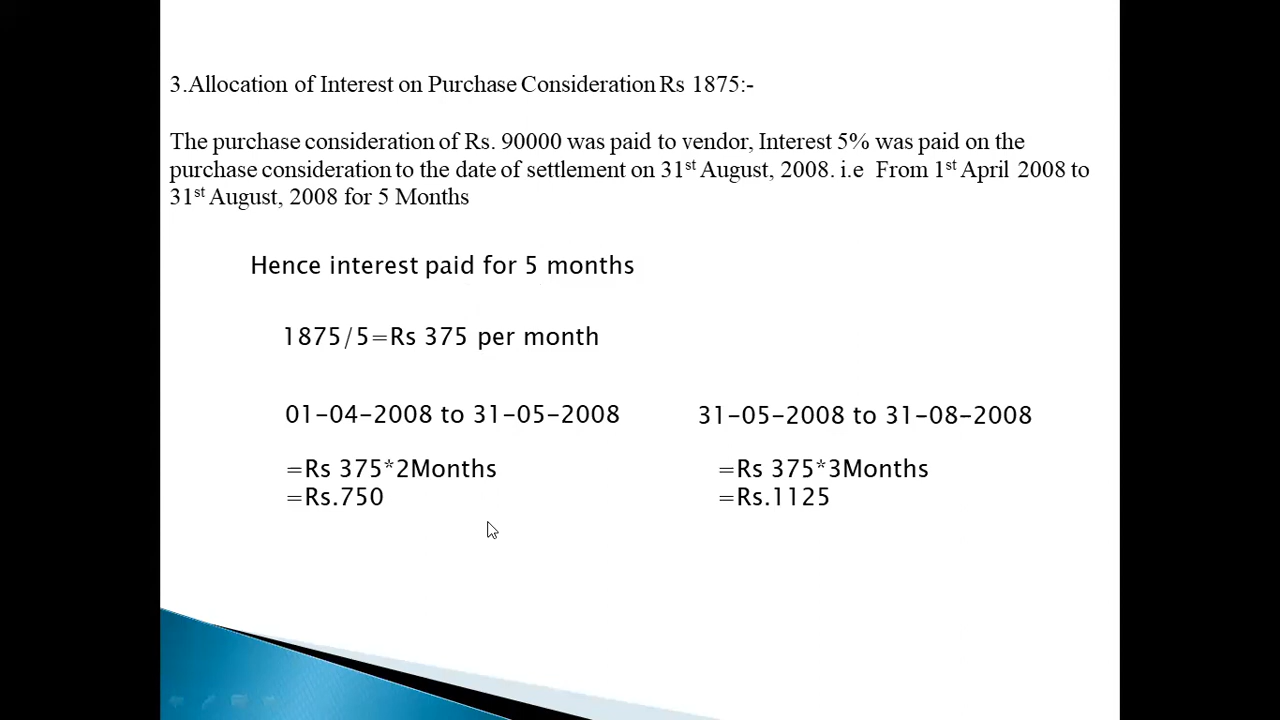 3.Allocation of Interest on Purchase Consideration Rs 1875:-
The purchase consideration of Rs. 90000 was paid to vendor, Interest 5% was paid on the
purchase consideration to the date of settlement on 31st August, 2008. i.e From 1st April 2008 to
31st August, 2008 for 5 Months
Hence interest paid for 5 months
1875/5=Rs 375 per month
01-04-2008 to 31-05-2008
=Rs 375*2Months
=Rs.750
31-05-2008 to 31-08-2008
=Rs 375*3Months
=Rs.1125